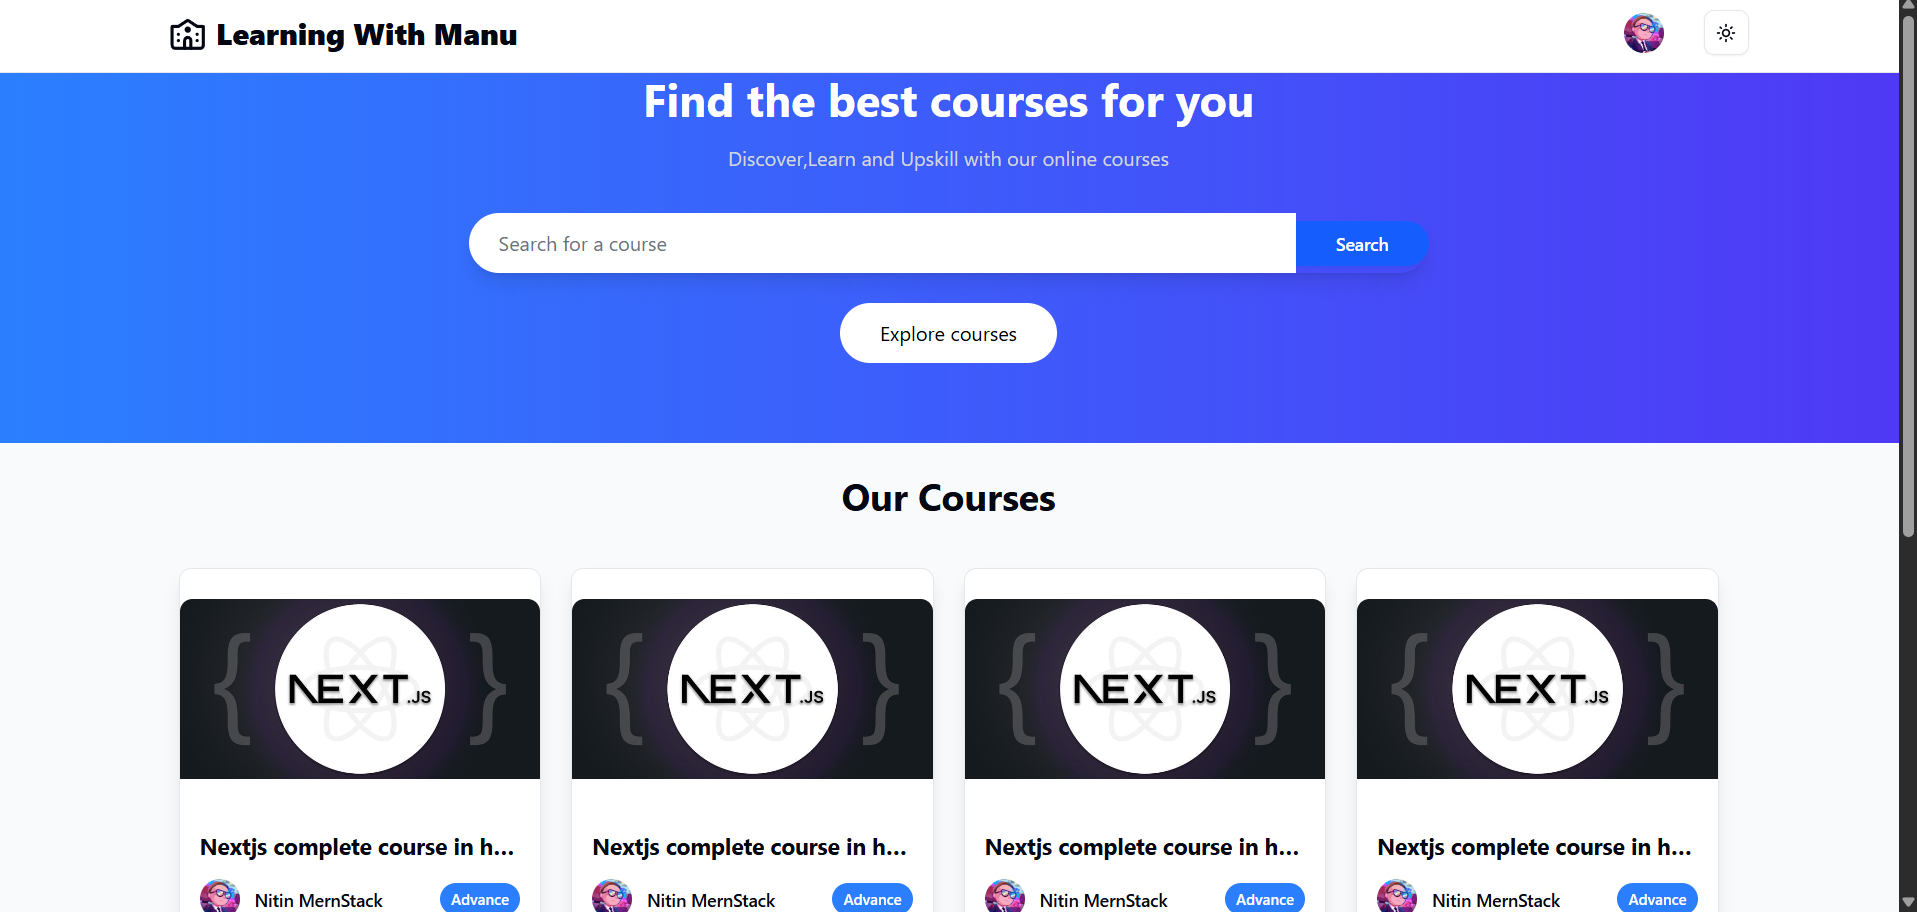 Learning With Manu
Find the best courses for you
Discover,Learn and Upskill with our online courses
Search for a course
Search
Explore courses
Our Courses
NEXT.JS
NEXT.JS
NEXT.JS
NEXT.JS
Nextjs complete course in h...
Nextjs complete course in h...
Nextjs complete course in h...
Nextjs complete course in h...
Nitin MernStack Advance
Nitin MernStack Advance
Nitin MernStack Advance
Nitin MernStack Advance